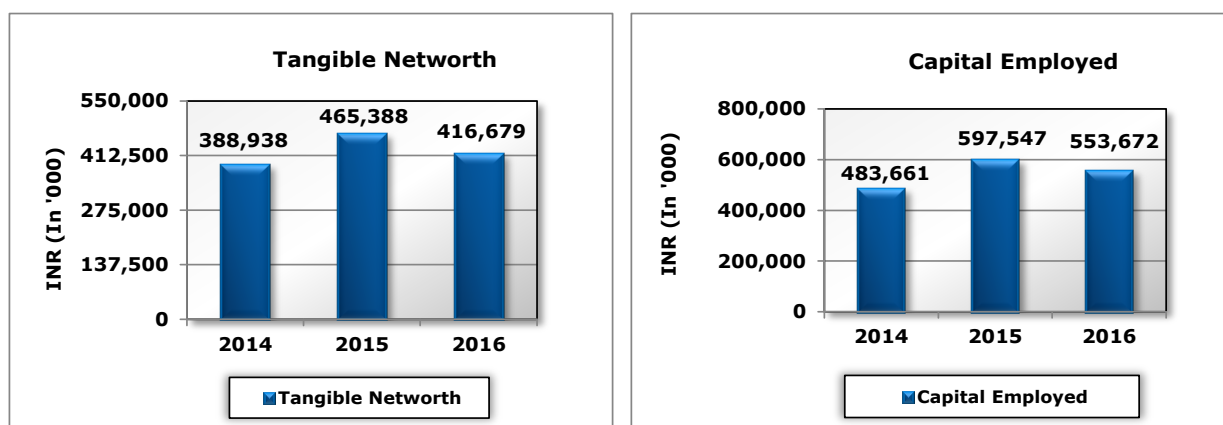 Tangible Networth
550,000
412,500
275,000
137,500
0
INR (In '000)
388,938
465,388
416,679
2014 2015 2016
Tangible Networth
Capital Employed
800,000
600,000
400,000
200,000
0
INR (In '000)
483,661
597,547
553,672
2014 2015 2016
Capital Employed